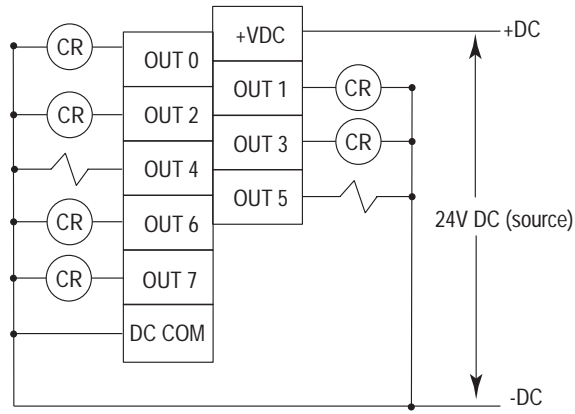 +VDC
+DC
CR
OUT 0
OUT 1
CR
CR
OUT 2
OUT 3
CR
OUT 4
OUT 5
24V DC (source)
CR
OUT 6
CR
OUT 7
DC COM
-DC